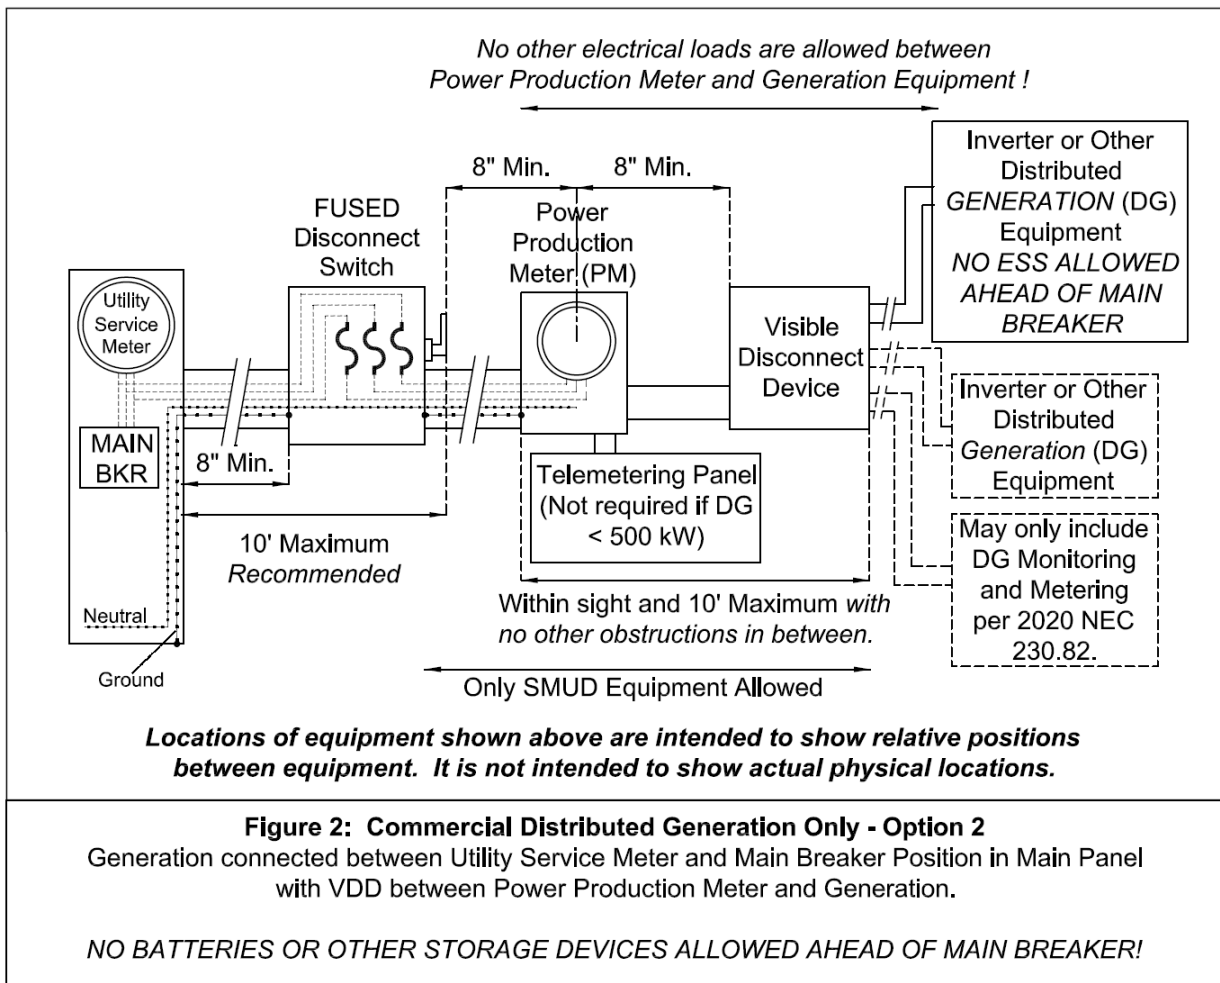 No other electrical loads are allowed between
Power Production Meter and Generation Equipment !
8" Min.
8" Min.
FUSED
Disconnect
Switch
Power
Production
Meter (PM)
Inverter or Other
Distributed
GENERATION (DG)
Equipment
NO ESS ALLOWED
AHEAD OF MAIN
BREAKER
Utility
Service
Meter
Visible
Disconnect
Device
MAIN
BKR
8" Min.
Inverter or Other
Distributed
Generation (DG)
Equipment
Telemetering Panel
(Not required if DG
< 500 kW)
10' Maximum
Recommended
May only include
DG Monitoring
and Metering
per 2020 NEC
230.82.
Within sight and 10' Maximum with
no other obstructions in between.
Neutral
Ground
Only SMUD Equipment Allowed
Locations of equipment shown above are intended to show relative positions
between equipment.  It is not intended to show actual physical locations.
Figure 2:  Commercial Distributed Generation Only - Option 2
Generation connected between Utility Service Meter and Main Breaker Position in Main Panel
with VDD between Power Production Meter and Generation.
NO BATTERIES OR OTHER STORAGE DEVICES ALLOWED AHEAD OF MAIN BREAKER!